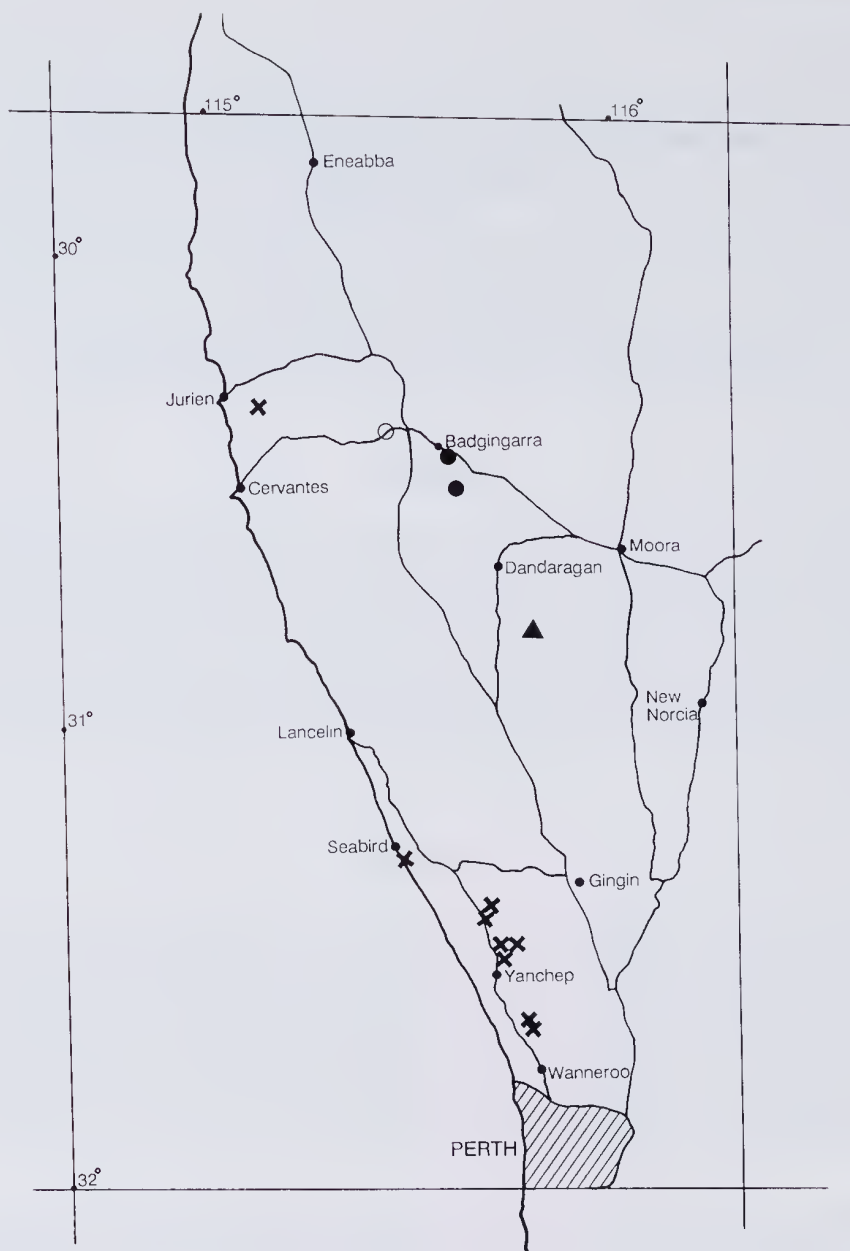 115°
116°
Eneabba
30°
Jurien
Badgingarra
Cervantes
Moora
Dandaragan
New
Norcia
31°
Lancelin
Seabird
Gingin
Yanchep
Wanneroo
PERTH
32°